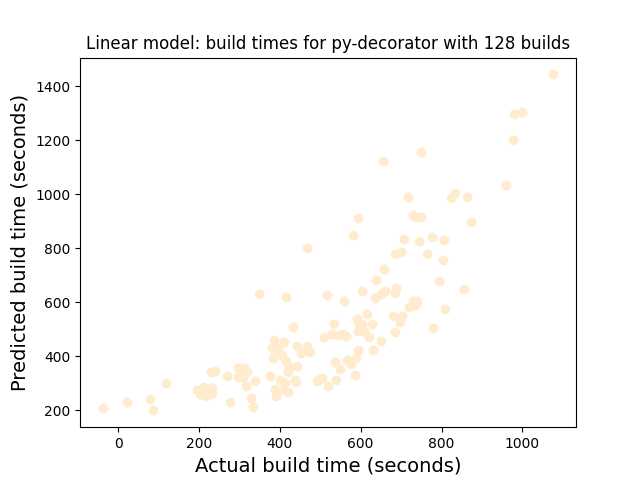 Linear model: build times for py-decorator with 128 builds
Predicted build time (seconds)
1400
1200
1000
800
600
400
200
0 200 400 600 800 1000
Actual build time (seconds)